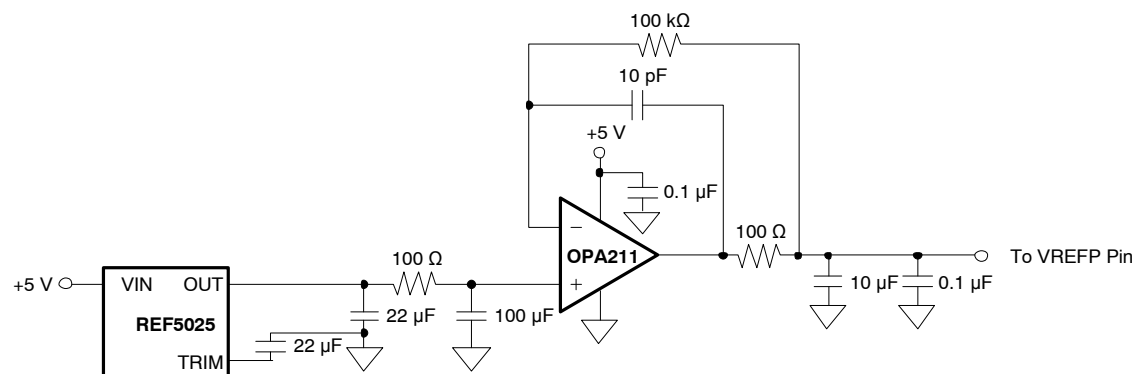 100 kΩ
10 pF
+5 V
0.1 µF
−
OPA211
+
100 Ω
To VREFP Pin
10 µF
0.1 µF
100 Ω
+5 V
VIN
OUT
REF5025
TRIM
22 µF
22 µF
100 µF